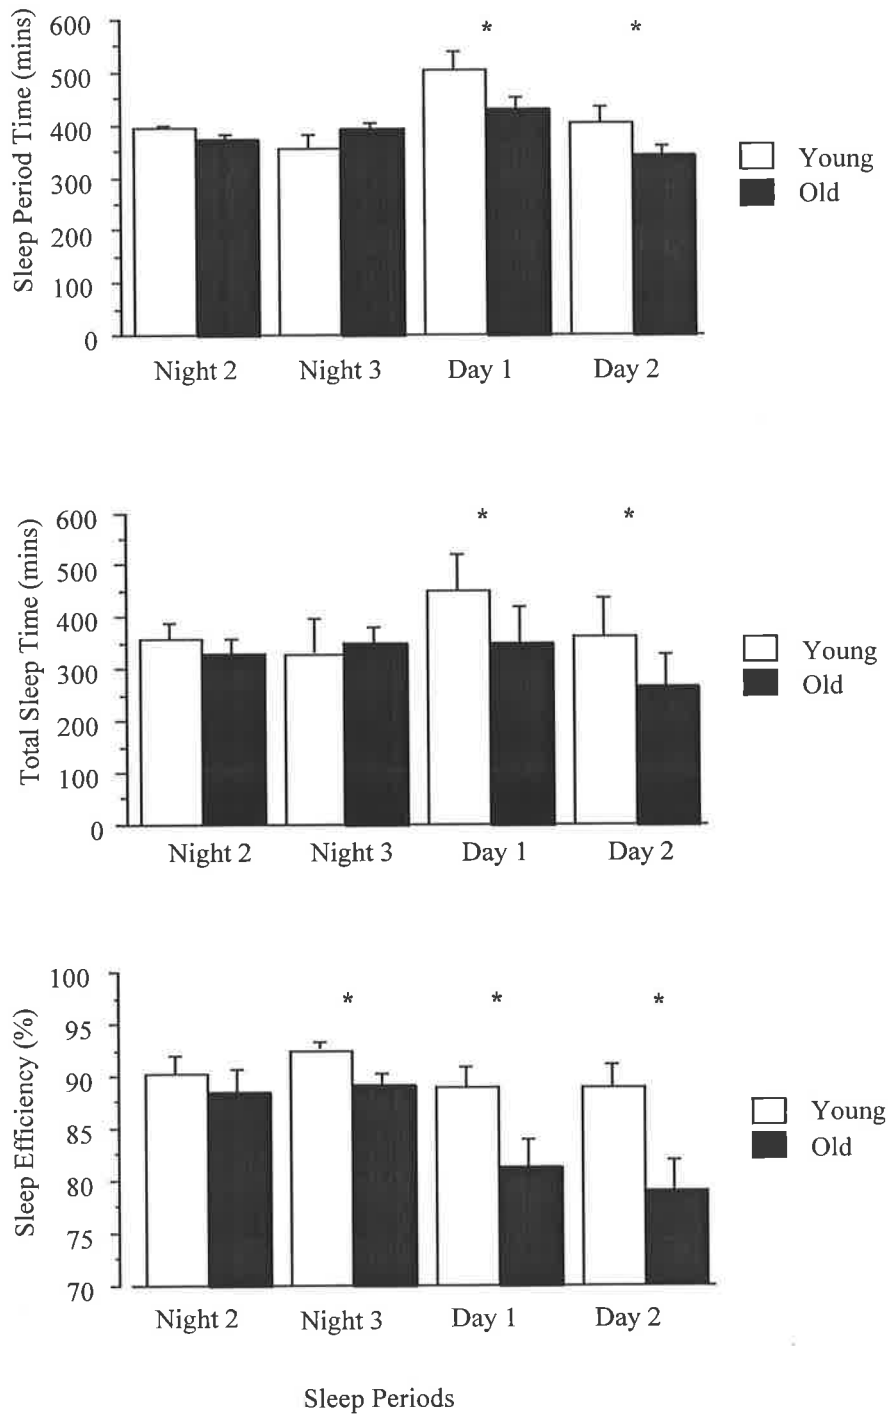 Sleep Period Time (mins)
600
500
400
300
200
100
0
* *
Night 2 Night 3 Day 1 Day 2
Young
Old
Total Sleep Time (mins)
600
500
400
300
200
100
0
* *
Night 2 Night 3 Day 1 Day 2
Young
Old
Sleep Efficiency (%)
100
95
90
85
80
75
70
* * *
Night 2 Night 3 Day 1 Day 2
Young
Old
Sleep Periods